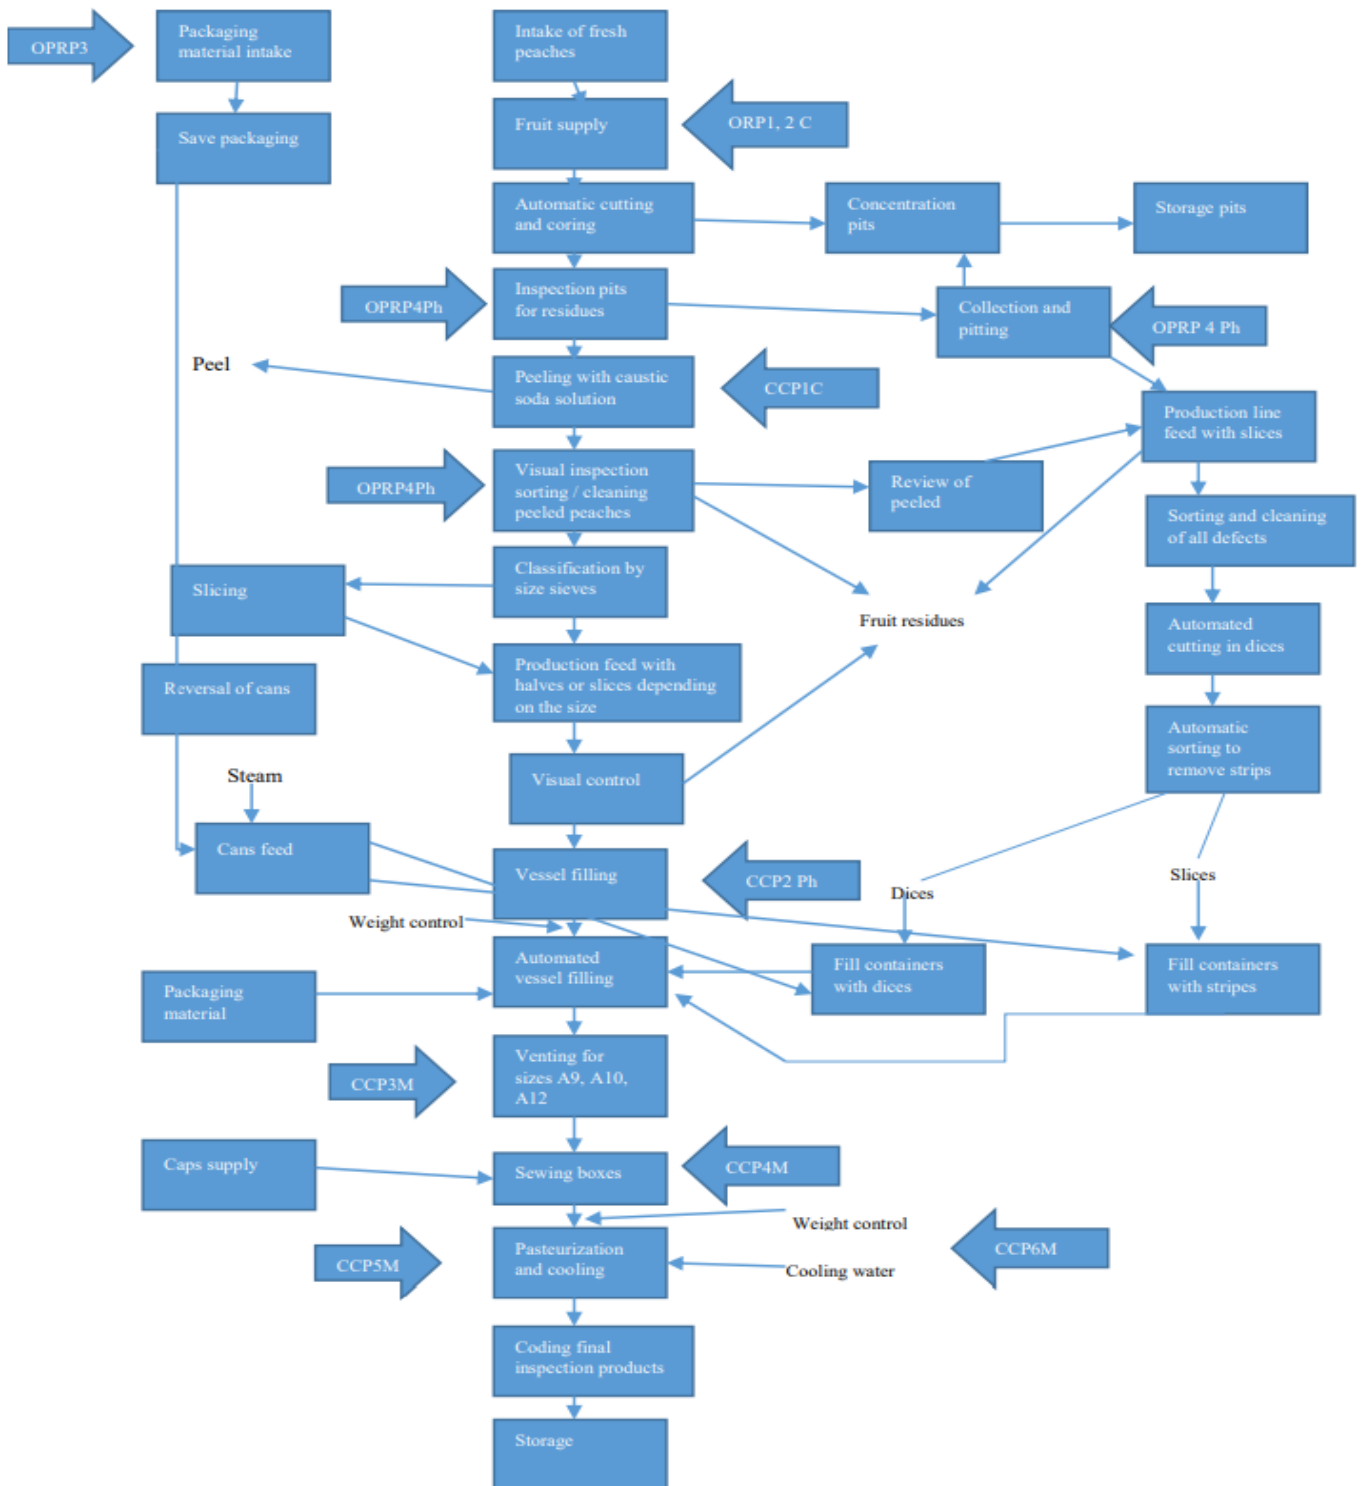 OPRP3
Packaging
material intake
Intake of fresh
peaches
Save packaging
Fruit supply
ORP1, 2 C
Automatic cutting
and coring
Concentration
pits
Storage pits
OPRP4Ph
Inspection pits
for residues
Collection and
pitting
OPRP 4 Ph
Peel
Peeling with caustic
soda solution
CCP1C
Production line
feed with slices
OPRP4Ph
Visual inspection
sorting / cleaning
peeled peaches
Review of
peeled
Sorting and cleaning
of all defects
Slicing
Classification by
size sieves
Fruit residues
Automated
cutting in dices
Reversal of cans
Production feed with
halves or slices depending
on the size
Automatic
sorting to
remove strips
Steam
Visual control
Cans feed
Vessel filling
CCP2 Ph
Dices
Slices
Weight control
Automated
vessel filling
Fill containers
with dices
Fill containers
with stripes
Packaging
material
CCP3M
Venting for
sizes A9, A10,
A12
Caps supply
Sewing boxes
CCP4M
Weight control
CCP5M
Pasteurization
and cooling
Cooling water
CCP6M
Coding final
inspection products
Storage